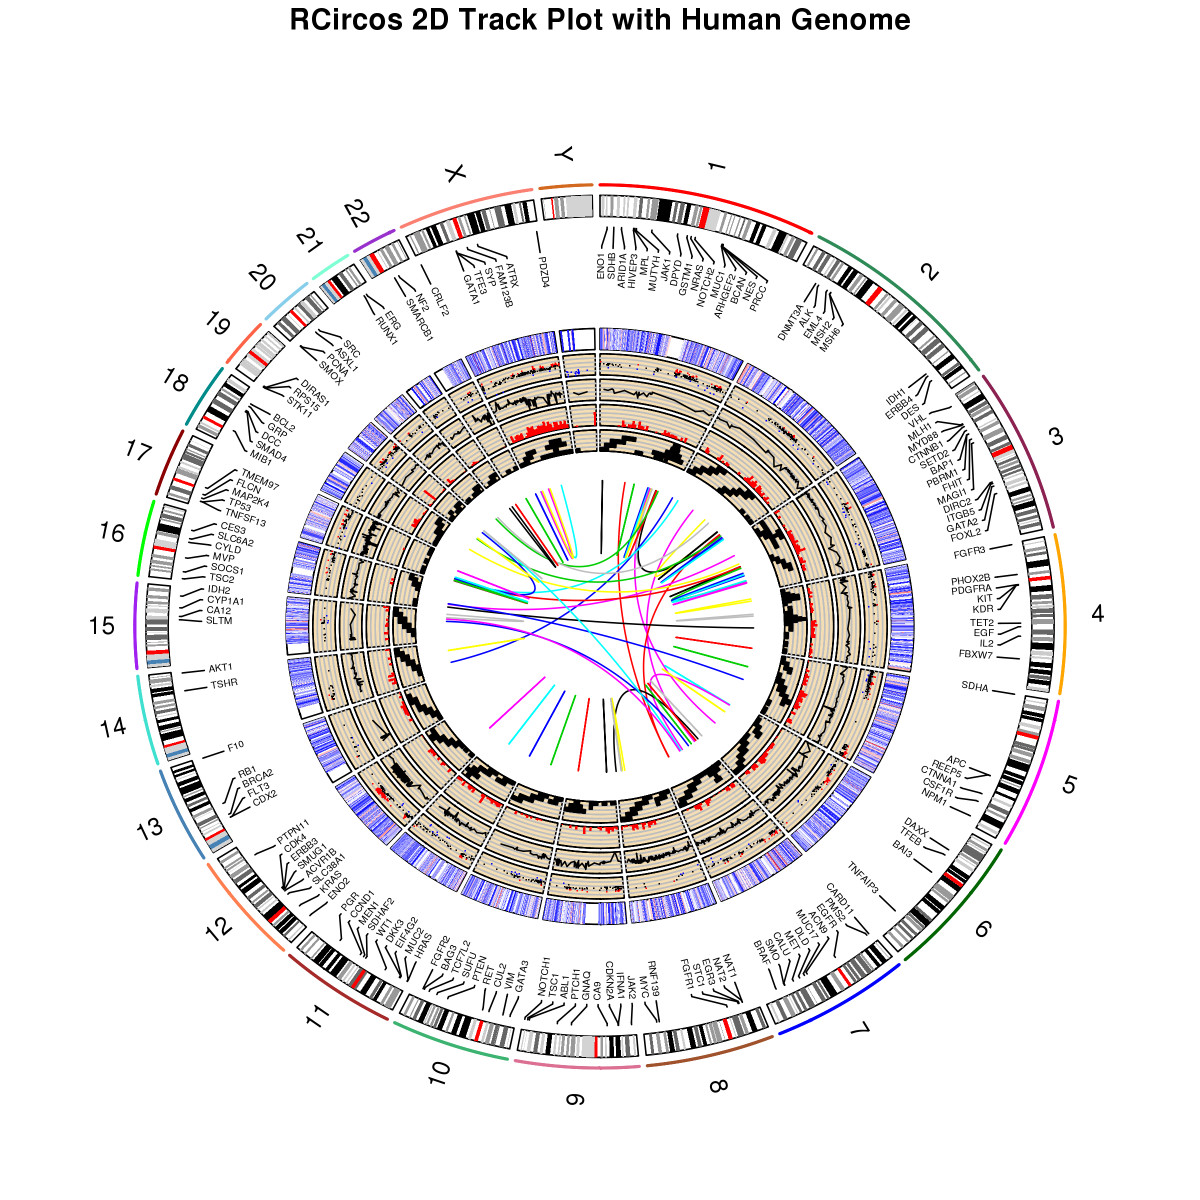 RCircos 2D Track Plot with Human Genome
1
2
3
4
5
6
7
8
9
10
11
12
13
14
15
16
17
18
19
20
21
22
X
Y
ENO1
SDHB
ARID1A
HIVEP3
MPL
MUTYH
JAK1
DPYD
GSTM1
NRAS
NOTCH2
MUC1
ARHGEF2
BCAN
NES
PRCC
DNMT3A
ALK
EML4
MSH2
MSH6
IDH1
ERBB4
DES
VHL
MLH1
MYD88
CTNNB1
SETD2
BAP1
PBRM1
FHIT
MAGI1
DIRC2
ITGB5
GATA2
FOXL2
FGFR3
PHOX2B
PDGFRA
KIT
KDR
TET2
EGF
IL2
FBXW7
SDHA
APC
REEP5
CTNNA1
CSF1R
NPM1
DAXX
TFEB
BAI3
TNFAIP3
CARD11
PMS2
EGFR
ACN9
MUC17
DLD
MET
CALU
SMO
BRAF
NAT1
NAT2
EGR3
STC1
FGFR1
RNF139
MYC
JAK2
IFNA1
CDKN2A
CA9
GNAQ
PTCH1
ABL1
TSC1
NOTCH1
GATA3
VIM
CUL2
RET
PTEN
SUFU
TCF7L2
BAG3
FGFR2
HRAS
MUC2
EIF4G2
DKK3
WT1
SDHAF2
MEN1
CCND1
PGR
ENO2
KRAS
SLC38A1
ACVR1B
SMUG1
ERBB3
CDK4
PTPN11
CDX2
FLT3
BRCA2
RB1
F10
TSHR
AKT1
SLTM
CA12
CYP1A1
IDH2
TSC2
SOCS1
MVP
CYLD
SLC6A2
CES3
TNFSF13
TP53
MAP2K4
FLCN
TMEM97
MIB1
SMAD4
DCC
GRP
BCL2
STK11
RPS15
DIRAS1
SMOX
PCNA
ASXL1
SRC
RUNX1
ERG
SMARCB1
NF2
CRLF2
GATA1
TFE3
SYP
FAM123B
ATRX
PDZD4